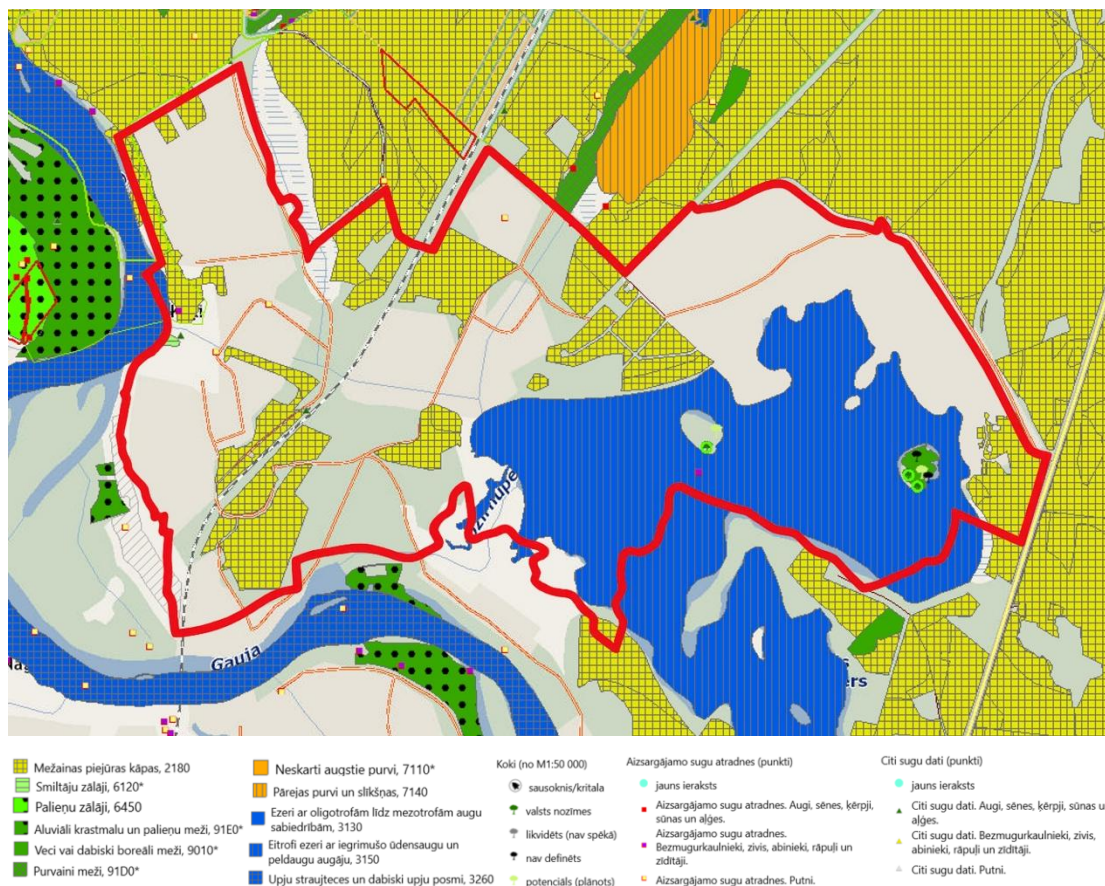 Gauja
Dzirnupe
ers
Mežainas piejūras kāpas, 2180
Smiltāju zālāji, 6120*
Palieņu zālāji, 6450
Aluviāli krastmalu un palieņu meži, 91E0*
Veci vai dabiski boreāli meži, 9010*
Purvaini meži, 91D0*
Neskarti augstie purvi, 7110*
Pārejas purvi un slīkšņas, 7140
Ezeri ar oligotrofām līdz mezotrofām augu
sabiedrībām, 3130
Eitrofi ezeri ar iegrimušo ūdensaugu un
peldaugu augāju, 3150
Upju straujteces un dabiski upju posmi, 3260
Koki (no M1:50 000)
sausoknis/kritala
valsts nozīmes
likvidēts (nav spēkā)
nav definēts
potenciāls (plānots)
Aizsargājamo sugu atradnes (punkti)
jauns ieraksts
Aizsargājamo sugu atradnes. Augi, sēnes, ķērpji,
sūnas un aļģes.
Aizsargājamo sugu atradnes.
Bezmugurkaulnieki, zivis, abinieki, rāpuļi un
zīdītāji.
Aizsargājamo sugu atradnes. Putni.
Citi sugu dati (punkti)
jauns ieraksts
Citi sugu dati. Augi, sēnes, ķērpji, sūnas u
aļģes.
Citi sugu dati. Bezmugurkaulnieki, zivis,
abinieki, rāpuļi un zīdītāji.
Citi sugu dati. Putni.